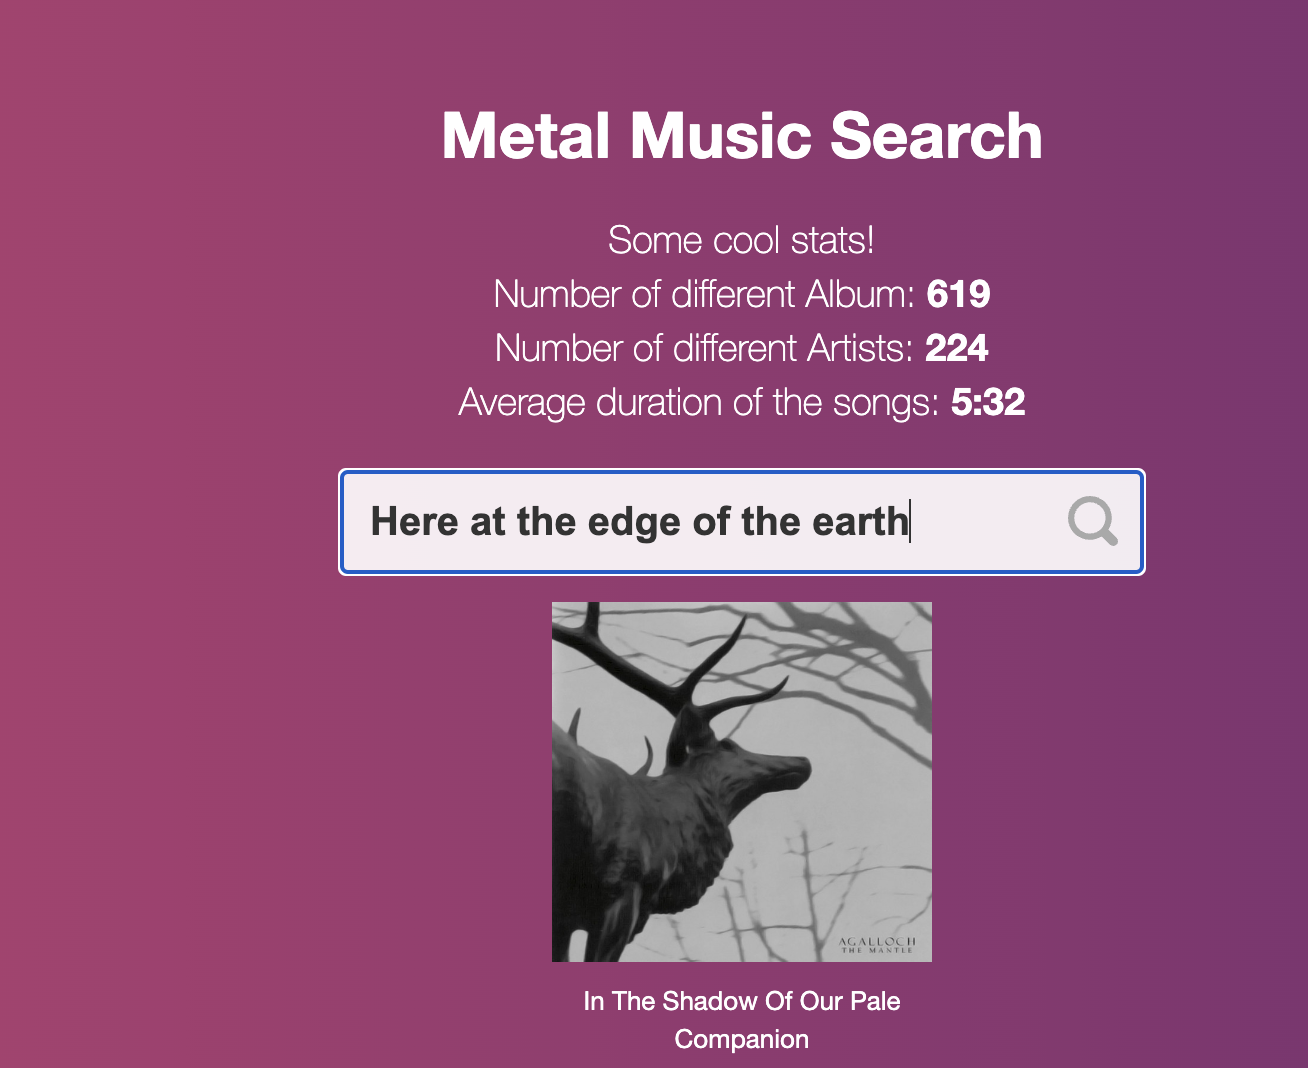 Metal Music Search
Some cool stats!
Number of different Album: 619
Number of different Artists: 224
Average duration of the songs: 5:32
Here at the edge of the earth
AGALLOCH
THE MANTLE
In The Shadow Of Our Pale
Companion